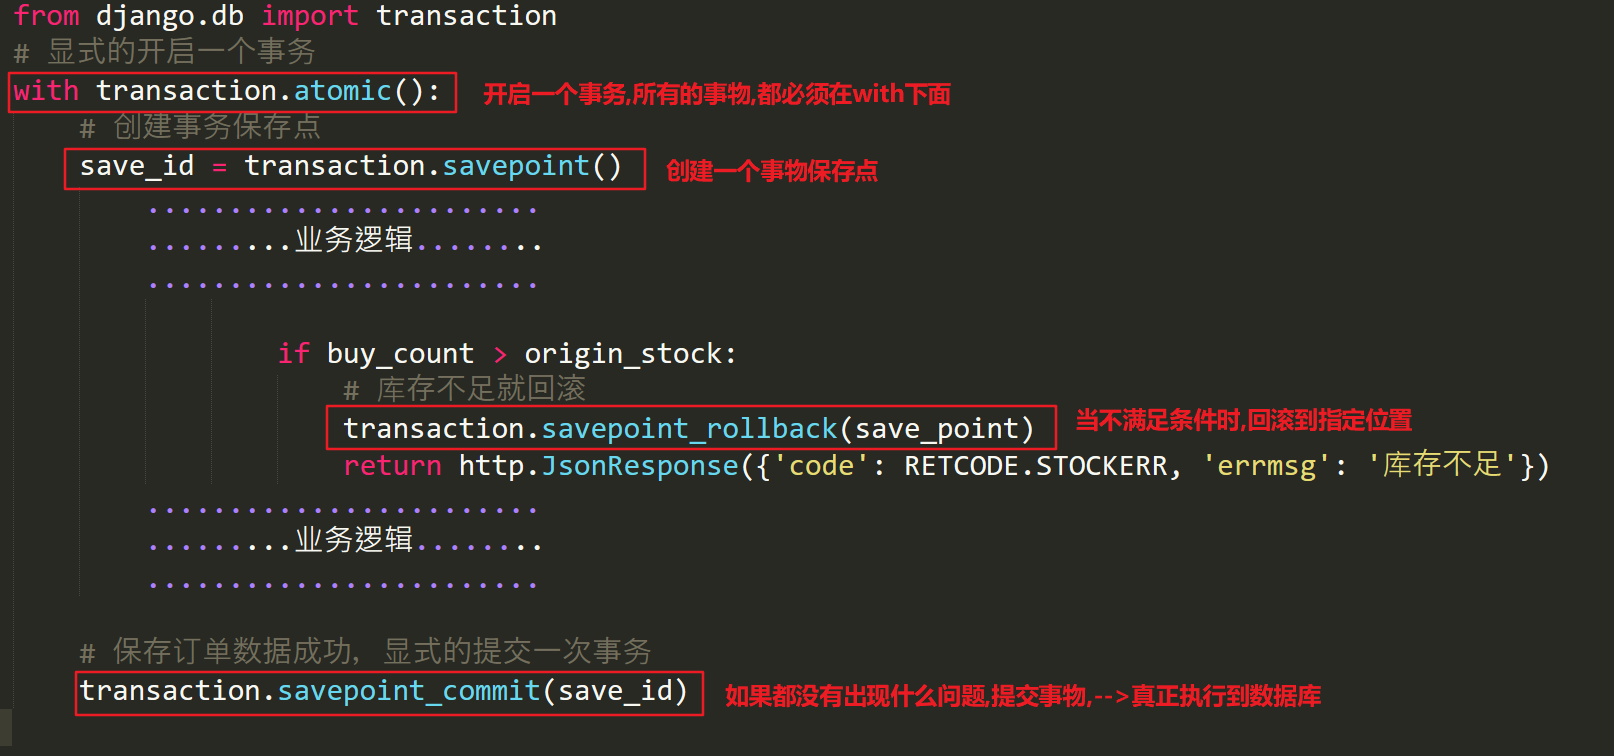 from django.db import transaction
# 显式的开启一个事务
with transaction.atomic(): 开启一个事务,所有的事物,都必须在with下面
# 创建事务保存点
save_id = transaction.savepoint() 创建一个事物保存点
........................
.........业务逻辑........
........................
if buy_count > origin_stock:
# 库存不足就回滚
transaction.savepoint_rollback(save_point) 当不满足条件时,回滚到指定位置
return http.JsonResponse({'code': RETCODE.STOCKERR, 'errmsg': '库存不足'})
........................
.........业务逻辑........
........................
# 保存订单数据成功, 显式的提交一次事务
transaction.savepoint_commit(save_id) 如果都没有出现什么问题,提交事物,-->真正执行到数据库